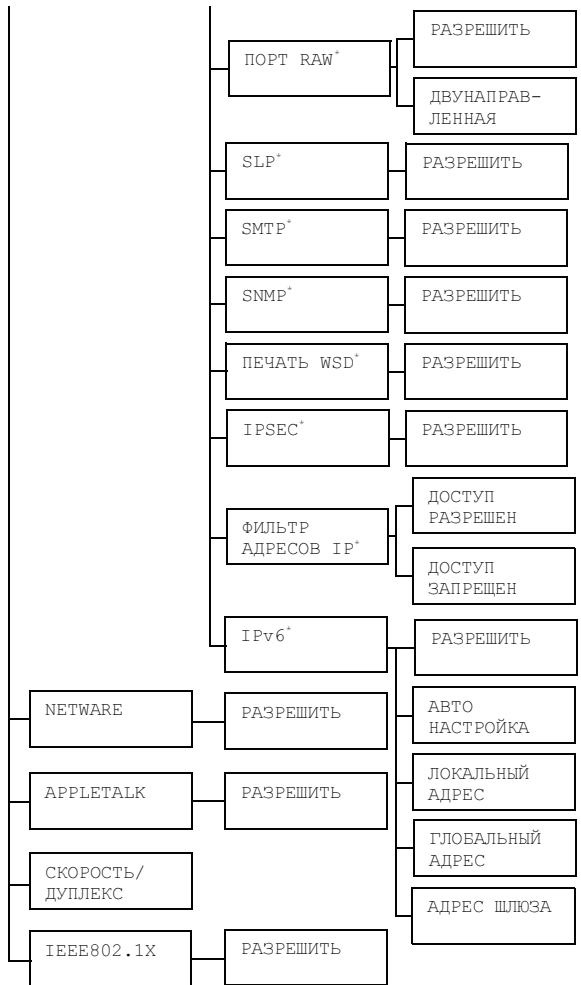 ПОРТ RAW*
РАЗРЕШИТЬ
ДВУНАПРАВ-
ЛЕННАЯ
SLP*
РАЗРЕШИТЬ
SMTP*
РАЗРЕШИТЬ
SNMP*
РАЗРЕШИТЬ
ПЕЧАТЬ WSD*
РАЗРЕШИТЬ
IPSEC*
РАЗРЕШИТЬ
ФИЛЬТР
АДРЕСОВ IP*
ДОСТУП
РАЗРЕШЕН
ДОСТУП
ЗАПРЕЩЕН
IPv6*
РАЗРЕШИТЬ
АВТО
НАСТРОЙКА
ЛОКАЛЬНЫЙ
АДРЕС
ГЛОБАЛЬНЫЙ
АДРЕС
АДРЕС ШЛЮЗА
NETWARE
РАЗРЕШИТЬ
APPLETALK
РАЗРЕШИТЬ
СКОРОСТЬ/
ДУПЛЕКС
IEEE802.1X
РАЗРЕШИТЬ